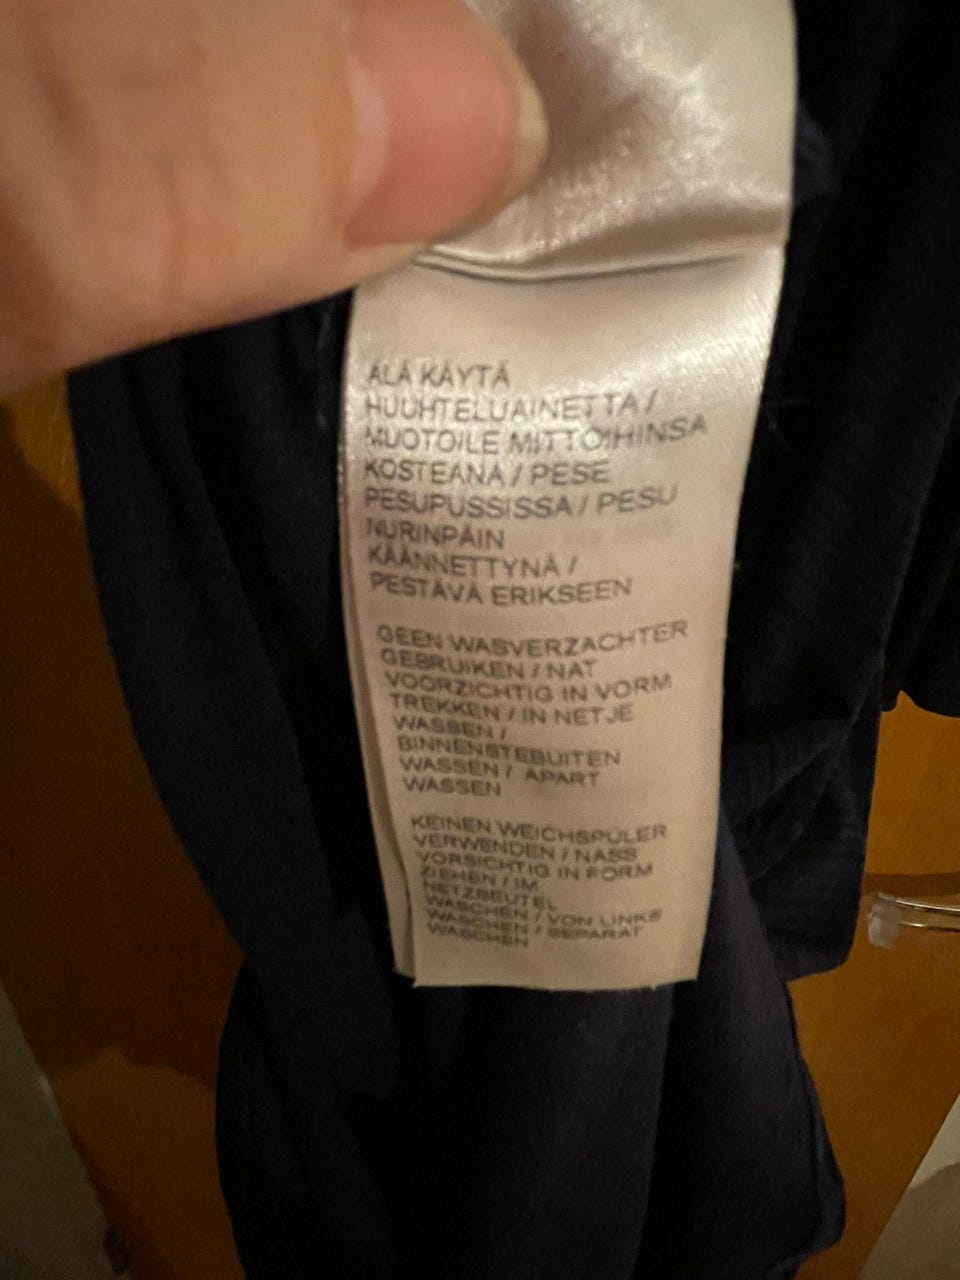 ÄLÄ KÄYTÄ
HUUHTELUAINETTA /
MUOTOILE MITTOIHINSA
KOSTEANA / PESE
PESUPUSSISSA / PESU
NURINPÄIN
KÄÄNNETTYNÄ /
PESTÄVÄ ERIKSEEN
GEEN WASVERZACHTER
GEBRUIKEN / NAT
VOORZICHTIG IN VORM
TREKKEN / IN NETJE
WASSEN /
BINNENSTEBUITEN
WASSEN / APART
WASSEN
KEINEN WEICHSPÜLER
VERWENDEN / NASS
VORSICHTIG IN FORM
ZIEHEN / IM
NETZBEUTEL
WASCHEN / VON LINKS
WASCHEN / SEPARAT
WASCHEN